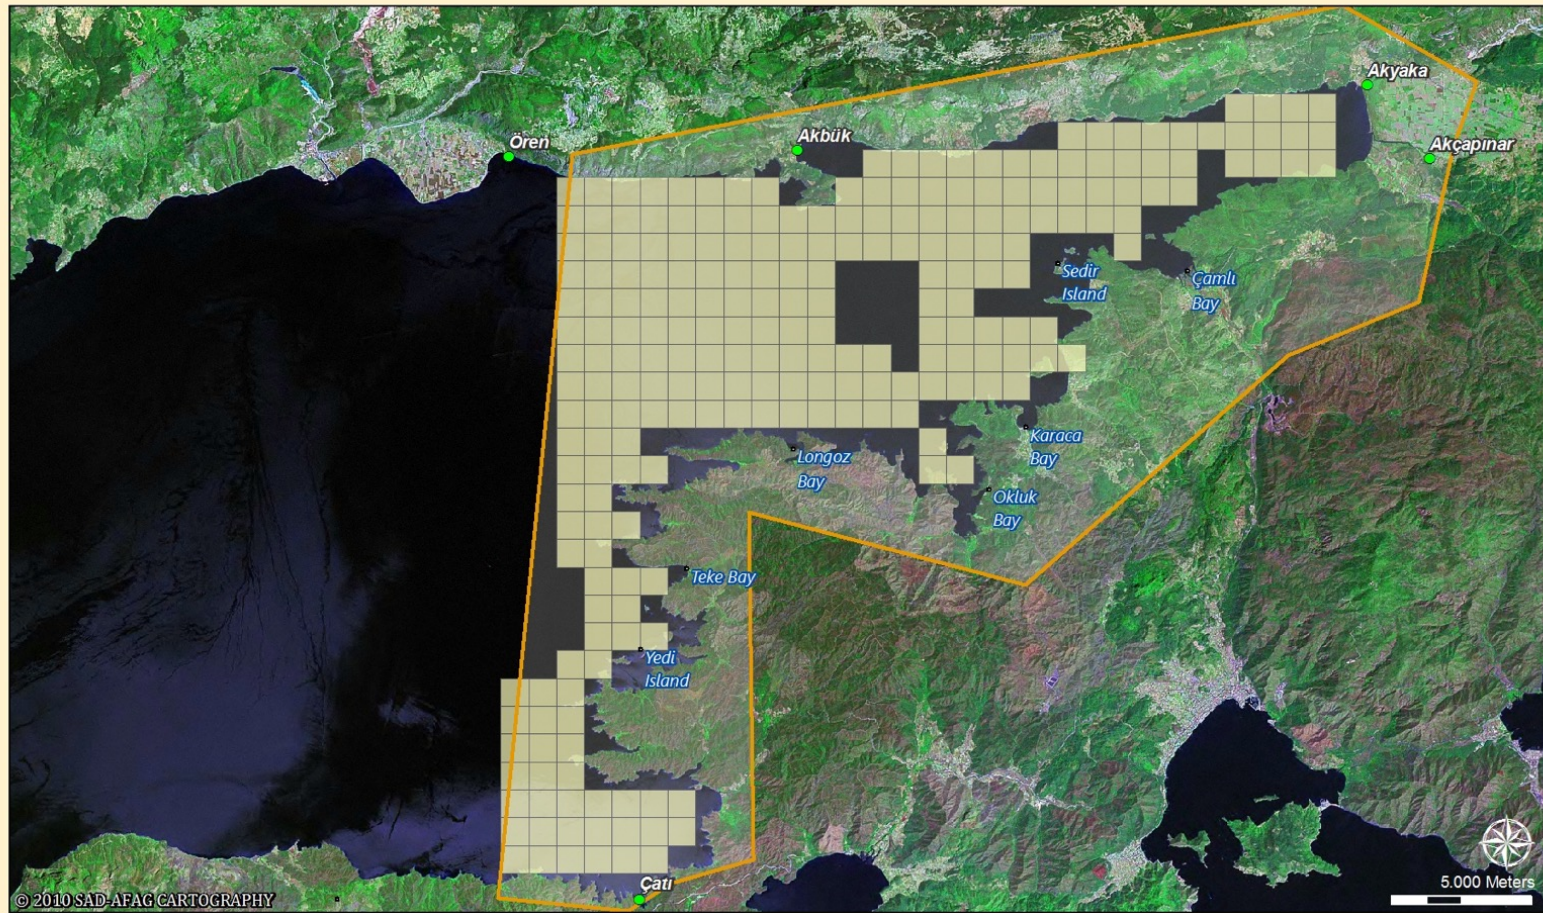 Akyaka
Ören
Akbük
Akçapınar
Sedir
Island
Çamlı
Bay
Karaca
Bay
Longoz
Bay
Okluk
Bay
Teke Bay
Yedi
Island
Çatı
5.000 Meters
© 2010 SAD-AFAG CARTOGRAPHY